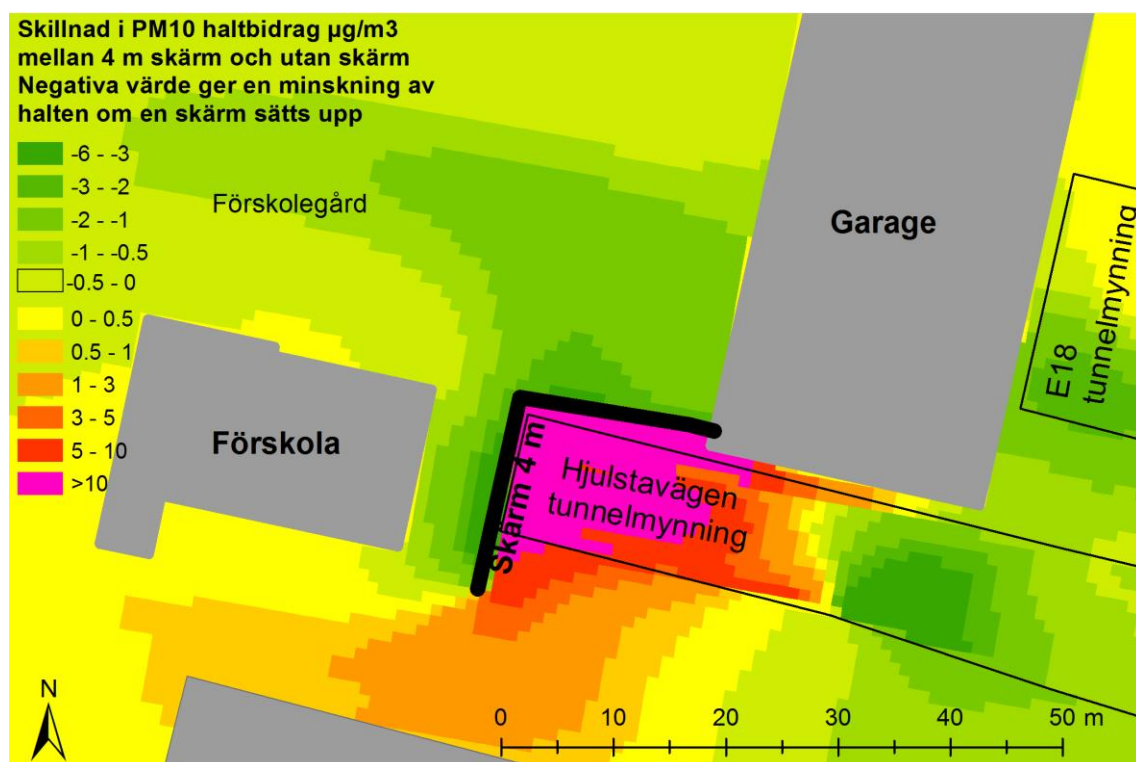 Skillnad i PM10 haltbidrag µg/m3
mellan 4 m skärm och utan skärm
Negativa värde ger en minskning av
halten om en skärm sätts upp
-6 - -3
-3 - -2
-2 - -1
-1 - -0.5
-0.5 - 0
0 - 0.5
0.5 - 1
1 - 3
3 - 5
5 - 10
>10
Förskolegård
Garage
E18
tunnelmynning
Förskola
Skärm 4 m
Hjulstavägen
tunnelmynning
N
0 10 20 30 40 50 m